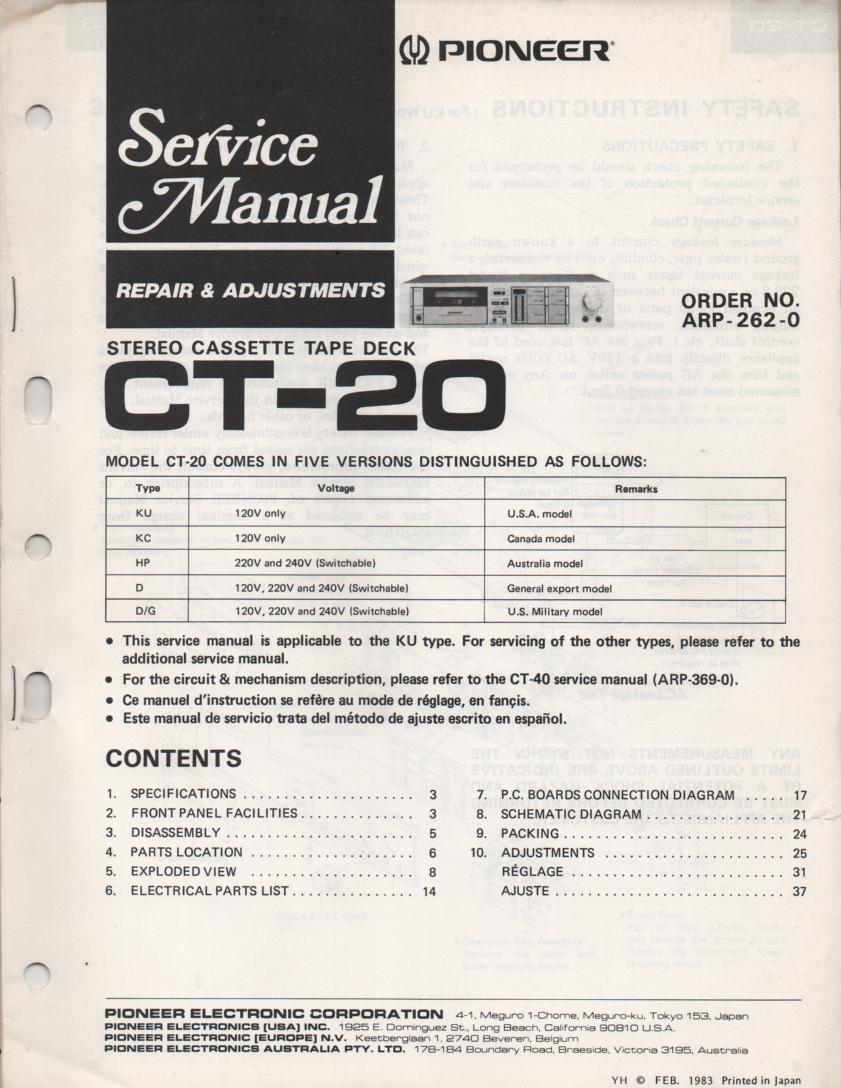 PIONEER
Service
Manual
REPAIR & ADJUSTMENTS
ORDER NO.
ARP-262-0
STEREO CASSETTE TAPE DECK
CT-20
MODEL CT-20 COMES IN FIVE VERSIONS DISTINGUISHED AS FOLLOWS:
Type Voltage Remarks
KU 120V only U.S.A. model
KC 120V only Canada model
HP 220V and 240V (Switchable) Australia model
D 120V, 220V and 240V (Switchable) General export model
D/G 120V, 220V and 240V (Switchable) U.S. Military model
● This service manual is applicable to the KU type. For servicing of the other types, please refer to the
additional service manual.
● For the circuit & mechanism description, please refer to the CT-40 service manual (ARP-369-0).
● Ce manuel d'instruction se refère au mode de réglage, en fançis.
● Este manual de servicio trata del método de ajuste escrito en español.
CONTENTS
1. SPECIFICATIONS . . . . . . . . . . . . . . . . . . . . . . 3
2. FRONT PANEL FACILITIES . . . . . . . . . . . . . . . 3
3. DISASSEMBLY . . . . . . . . . . . . . . . . . . . . . . . . 5
4. PARTS LOCATION . . . . . . . . . . . . . . . . . . . . . 6
5. EXPLODED VIEW . . . . . . . . . . . . . . . . . . . . . 8
6. ELECTRICAL PARTS LIST . . . . . . . . . . . . . . . 14
7. P.C. BOARDS CONNECTION DIAGRAM . . . . . . 17
8. SCHEMATIC DIAGRAM . . . . . . . . . . . . . . . . . . 21
9. PACKING . . . . . . . . . . . . . . . . . . . . . . . . . . . . 24
10. ADJUSTMENTS . . . . . . . . . . . . . . . . . . . . . . . 25
RÉGLAGE . . . . . . . . . . . . . . . . . . . . . . . . . . . 31
AJUSTE . . . . . . . . . . . . . . . . . . . . . . . . . . . . . 37
PIONEER ELECTRONIC CORPORATION 4-1, Meguro 1-Chome, Meguro-ku, Tokyo 153, Japan
PIONEER ELECTRONICS [USA] INC. 1925 E. Dominguez St., Long Beach, California 90810 U.S.A.
PIONEER ELECTRONIC [EUROPE] N.V. Keetberglaan 1, 2740 Beveren, Belgium
PIONEER ELECTRONICS AUSTRALIA PTY. LTD. 178-184 Boundary Road, Braeside, Victoria 3195, Australia
YH © FEB. 1983 Printed in Japan